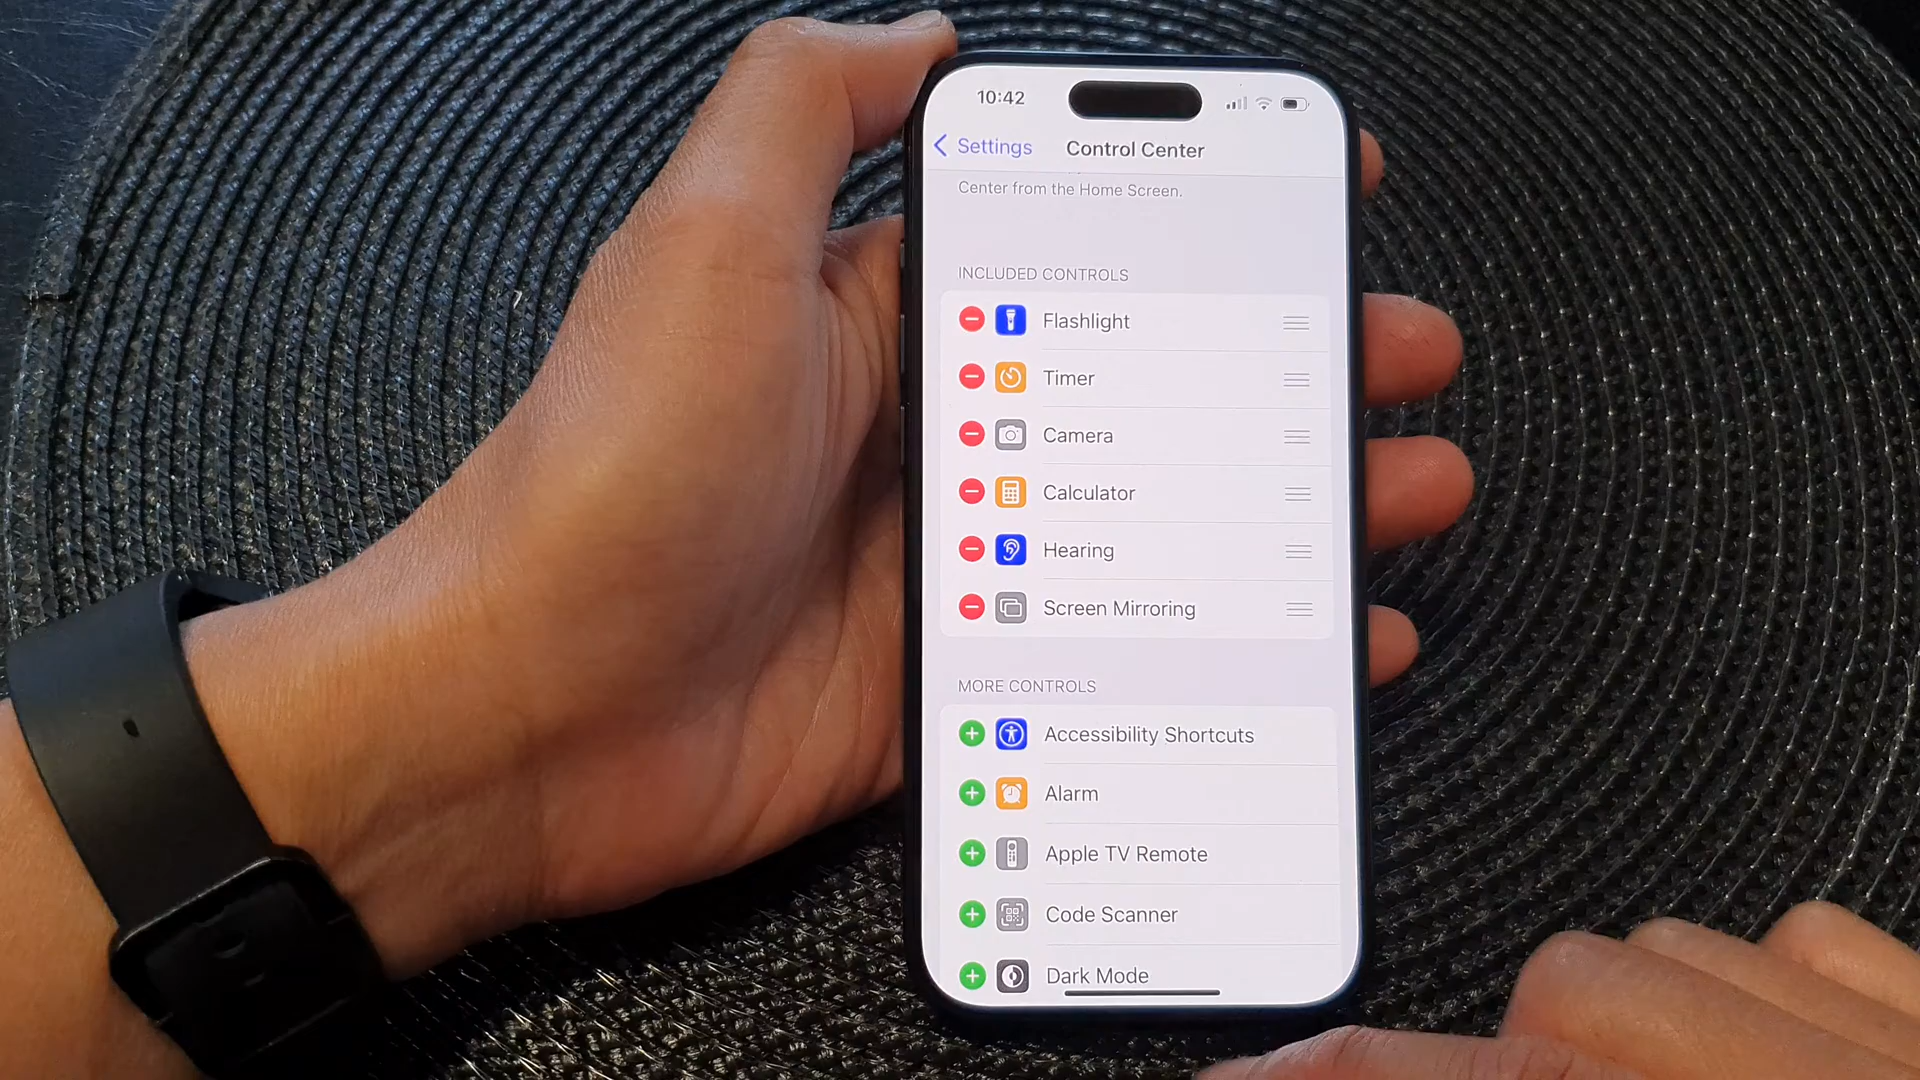 10:42
Settings
Control Center
Center from the Home Screen.
INCLUDED CONTROLS
Flashlight
Timer
Camera
Calculator
Hearing
Screen Mirroring
MORE CONTROLS
Accessibility Shortcuts
Alarm
Apple TV Remote
Code Scanner
Dark Mode